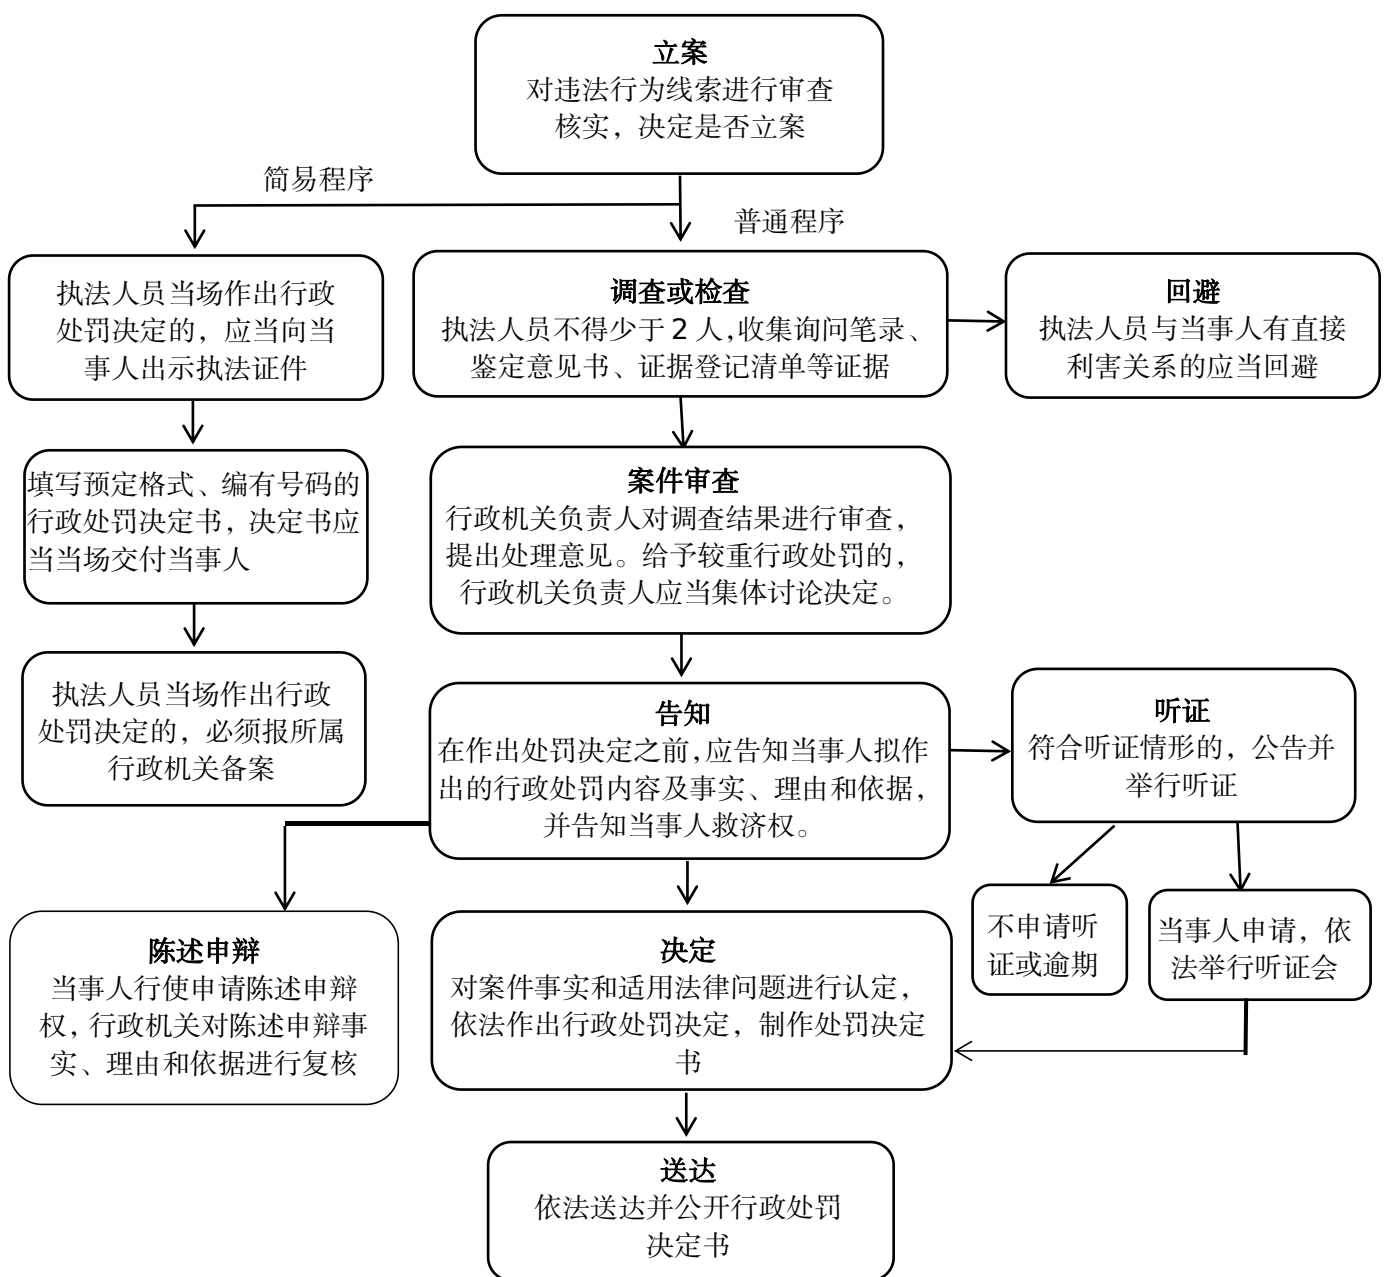 立案
对违法行为线索进行审查
核实，决定是否立案
简易程序
普通程序
执法人员当场作出行政
处罚决定的，应当向当
事人出示执法证件
调查或检查
执法人员不得少于2人，收集询问笔录、
鉴定意见书、证据登记清单等证据
回避
执法人员与当事人有直接
利害关系的应当回避
填写预定格式、编有号码的
行政处罚决定书，决定书应
当当场交付当事人
案件审查
行政机关负责人对调查结果进行审查，
提出处理意见。给予较重行政处罚的，
行政机关负责人应当集体讨论决定。
执法人员当场作出行政
处罚决定的，必须报所属
行政机关备案
告知
在作出处罚决定之前，应告知当事人拟作
出的行政处罚内容及事实、理由和依据，
并告知当事人救济权。
听证
符合听证情形的，公告并
举行听证
不申请听
证或逾期
当事人申请，依
法举行听证会
陈述申辩
当事人行使申请陈述申辩
权，行政机关对陈述申辩事
实、理由和依据进行复核
决定
对案件事实和适用法律问题进行认定，
依法作出行政处罚决定，制作处罚决定
书
送达
依法送达并公开行政处罚
决定书